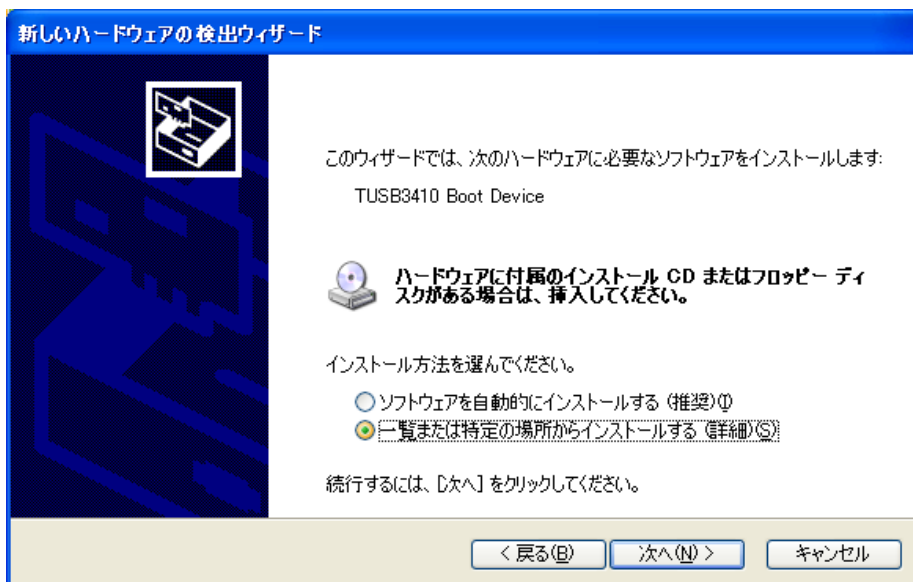 新しいハードウェアの検出ウィザード
このウィザードでは、次のハードウェアに必要なソフトウェアをインストールします:
TUSB3410 Boot Device
ハードウェアに付属のインストール CD またはフロッピー ディ
スクがある場合は、挿入してください。
インストール方法を選んでください。
ソフトウェアを自動的にインストールする (推奨)(I)
一覧または特定の場所からインストールする (詳細)(S)
続行するには、[次へ] をクリックしてください。
< 戻る(B)
次へ(N) >
キャンセル